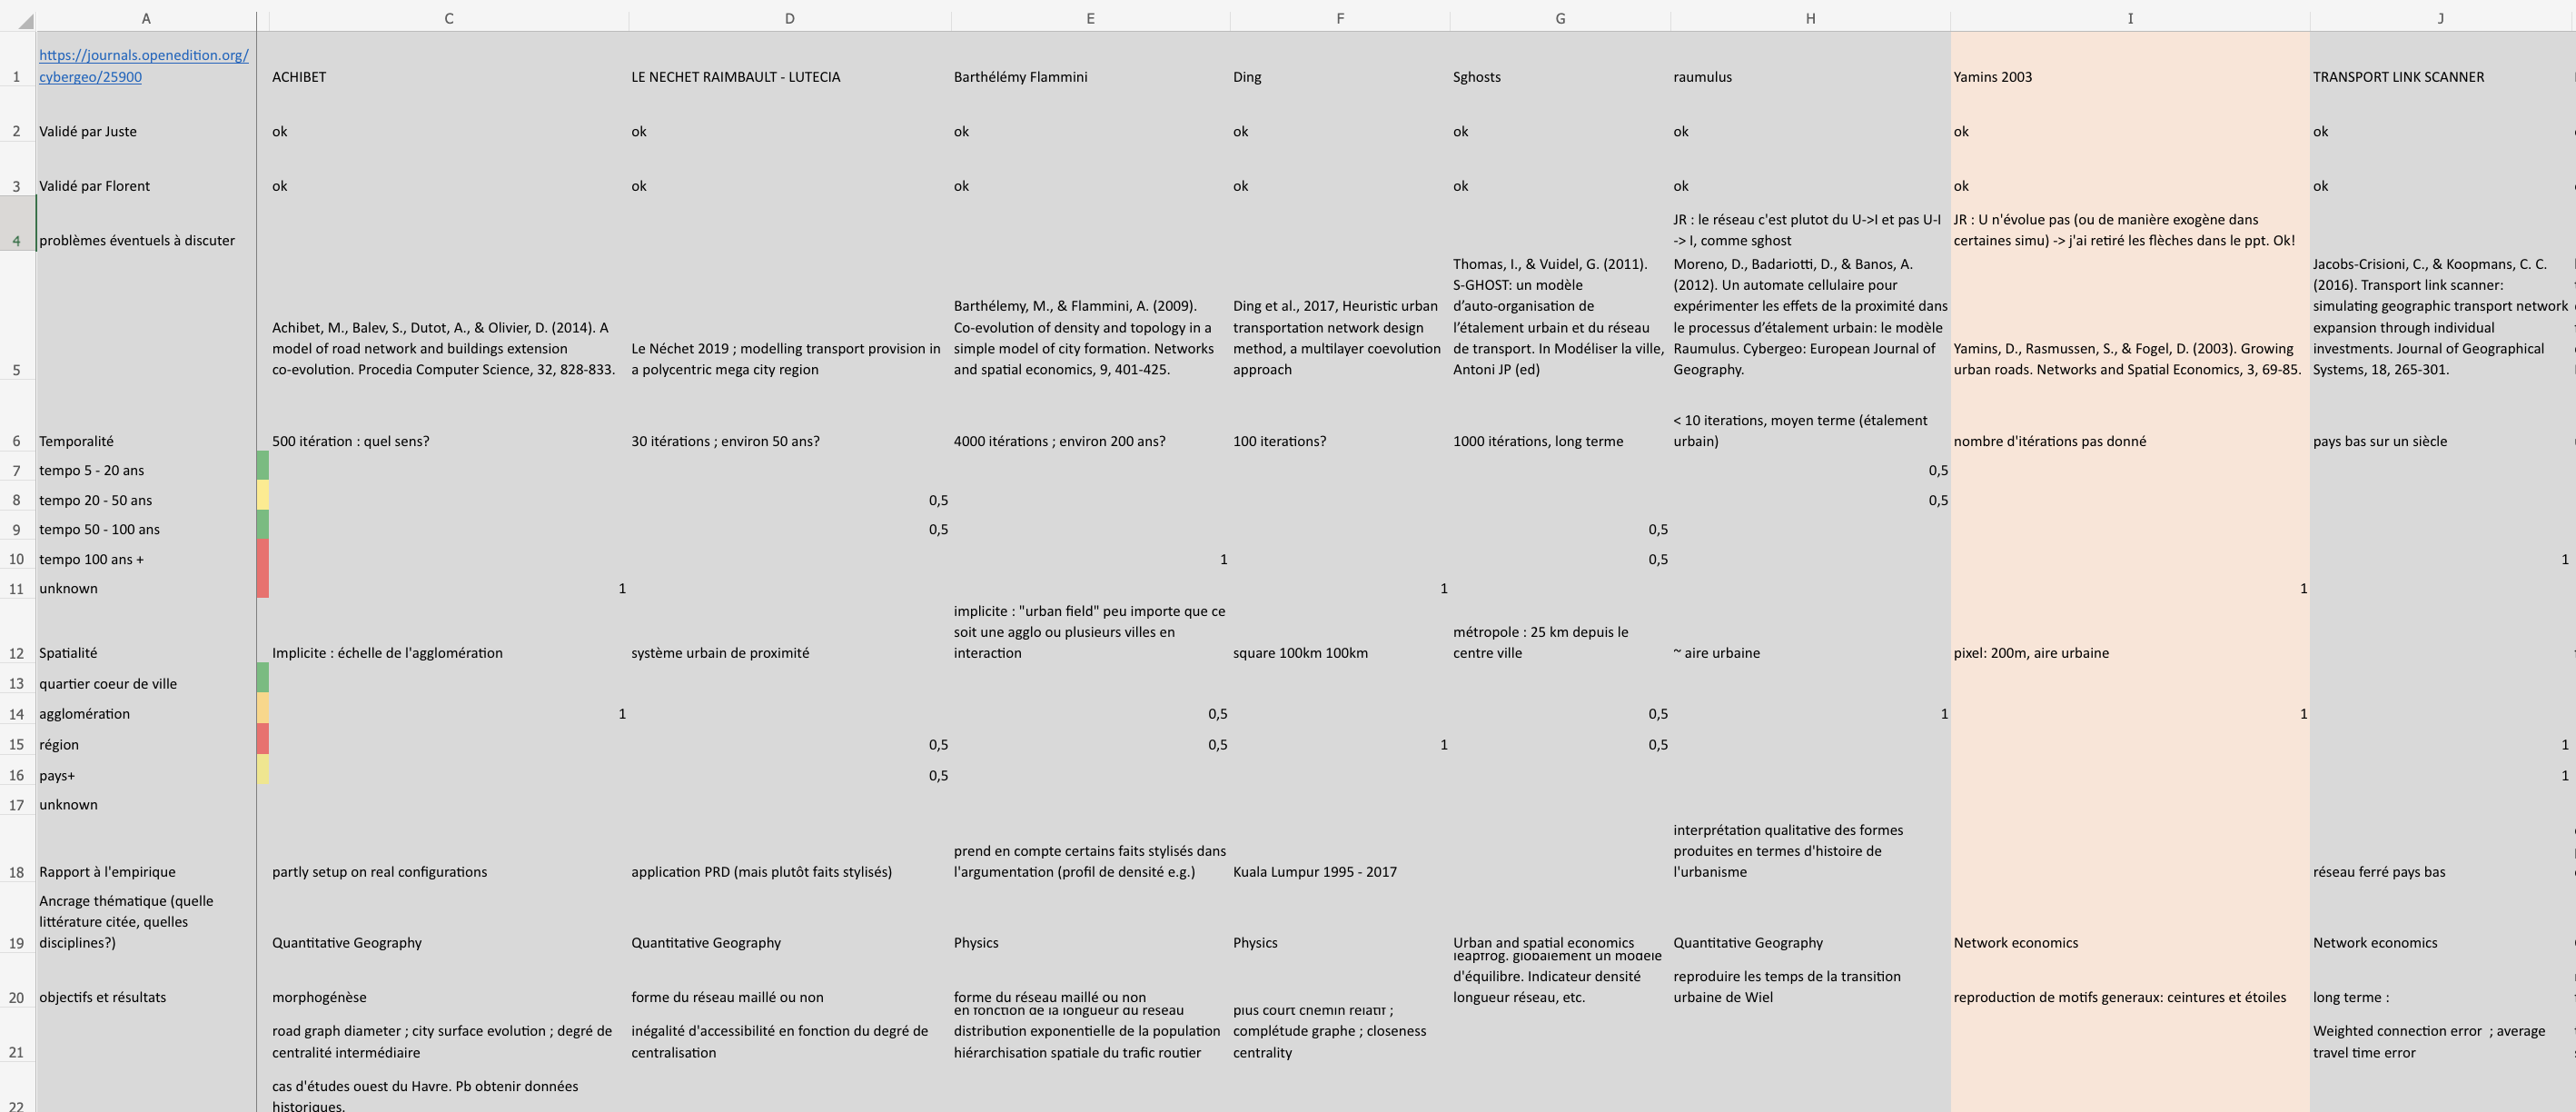 A C D E F G H I J
1 https://journals.openedition.org/
cybergeo/25900
ACHIBET
LE NECHET RAIMBAULT - LUTECIA
Barthélémy Flammini
Ding
Sghosts
raumulus
Yamins 2003
TRANSPORT LINK SCANNER
2 Validé par Juste
ok
ok
ok
ok
ok
ok
ok
ok
3 Validé par Florent
ok
ok
ok
ok
ok
ok
ok
ok
4 problèmes éventuels à discuter
JR : le réseau c'est plutot du U->I et pas U-I
-> I, comme sghost
JR : U n'évolue pas (ou de manière exogène dans
certaines simu) -> j'ai retiré les flèches dans le ppt. Ok!
5
Achibet, M., Balev, S., Dutot, A., & Olivier, D. (2014). A
model of road network and buildings extension
co-evolution. Procedia Computer Science, 32, 828-833.
Le Néchet 2019 ; modelling transport provision in
a polycentric mega city region
Barthélemy, M., & Flammini, A. (2009).
Co-evolution of density and topology in a
simple model of city formation. Networks
and spatial economics, 9, 401-425.
Ding et al., 2017, Heuristic urban
transportation network design
method, a multilayer coevolution
approach
Thomas, I., & Vuidel, G. (2011).
S-GHOST: un modèle
d’auto-organisation de
l’étalement urbain et du réseau
de transport. In Modéliser la ville,
Antoni JP (ed)
Moreno, D., Badariotti, D., & Banos, A.
(2012). Un automate cellulaire pour
expérimenter les effets de la proximité dans
le processus d’étalement urbain: le modèle
Raumulus. Cybergeo: European Journal of
Geography.
Yamins, D., Rasmussen, S., & Fogel, D. (2003). Growing
urban roads. Networks and Spatial Economics, 3, 69-85.
Jacobs-Crisioni, C., & Koopmans, C. C.
(2016). Transport link scanner:
simulating geographic transport network
expansion through individual
investments. Journal of Geographical
Systems, 18, 265-301.
6 Temporalité
500 itération : quel sens?
30 itérations ; environ 50 ans?
4000 itérations ; environ 200 ans?
100 iterations?
1000 itérations, long terme
< 10 iterations, moyen terme (étalement
urbain)
nombre d'itérations pas donné
pays bas sur un siècle
7 tempo 5 - 20 ans 0,5
8 tempo 20 - 50 ans 0,5 0,5
9 tempo 50 - 100 ans 0,5 0,5
10 tempo 100 ans + 1 0,5 1
11 unknown 1 1 1
12 Spatialité
Implicite : échelle de l'agglomération
système urbain de proximité
implicite : "urban field" peu importe que ce
soit une agglo ou plusieurs villes en
interaction
square 100km 100km
métropole : 25 km depuis le
centre ville
~ aire urbaine
pixel: 200m, aire urbaine
13 quartier coeur de ville
14 agglomération 1 0,5 0,5 1 1
15 région 0,5 0,5 1 0,5 1
16 pays+ 0,5 1
17 unknown
18 Rapport à l'empirique
partly setup on real configurations
application PRD (mais plutôt faits stylisés)
prend en compte certains faits stylisés dans
l'argumentation (profil de densité e.g.)
Kuala Lumpur 1995 - 2017
interprétation qualitative des formes
produites en termes d'histoire de
l'urbanisme
réseau ferré pays bas
19 Ancrage thématique (quelle
littérature citée, quelles
disciplines?)
Quantitative Geography
Quantitative Geography
Physics
Physics
Urban and spatial economics
Quantitative Geography
Network economics
Network economics
20 objectifs et résultats
morphogénèse
forme du réseau maillé ou non
forme du réseau maillé ou non
leapfrog. globalement un modèle
d'équilibre. Indicateur densité
longueur réseau, etc.
reproduire les temps de la transition
urbaine de Wiel
reproduction de motifs generaux: ceintures et étoiles
long terme :
21
road graph diameter ; city surface evolution ; degré de
centralité intermédiaire
inégalité d'accessibilité en fonction du degré de
centralisation
en fonction de la longueur du réseau
distribution exponentielle de la population
hiérarchisation spatiale du trafic routier
plus court chemin relatif ;
complétude graphe ; closeness
centrality
Weighted connection error ; average
travel time error
22
cas d'études ouest du Havre. Pb obtenir données
historiques.